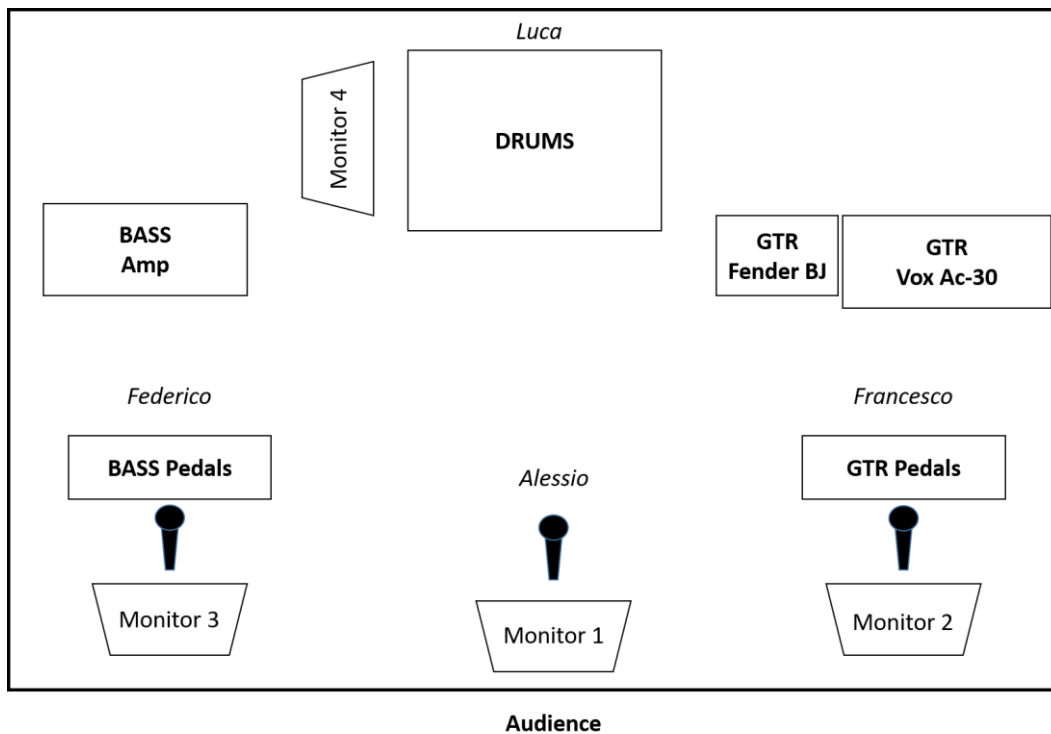 Luca
Monitor 4
DRUMS
BASS
Amp
GTR
Fender BJ
GTR
Vox Ac-30
Federico
Francesco
BASS Pedals
Alessio
GTR Pedals
Monitor 3
Monitor 1
Monitor 2
Audience